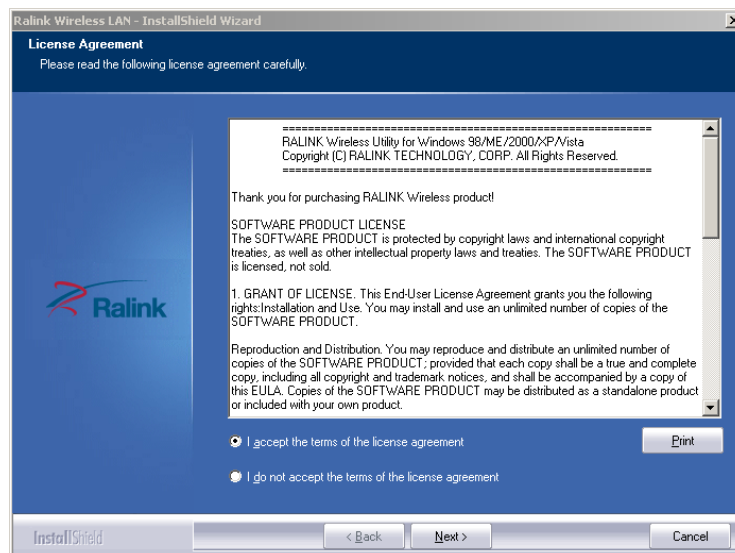 Ralink Wireless LAN - InstallShield Wizard
License Agreement
Please read the following license agreement carefully.
===================================================
RALINK Wireless Utility for Windows 98/ME/2000/XP/Vista
Copyright (C) RALINK TECHNOLOGY, CORP. All Rights Reserved.
===================================================
Thank you for purchasing RALINK Wireless product!
SOFTWARE PRODUCT LICENSE
The SOFTWARE PRODUCT is protected by copyright laws and international copyright
treaties, as well as other intellectual property laws and treaties. The SOFTWARE PRODUCT
is licensed, not sold.
1. GRANT OF LICENSE. This End-User License Agreement grants you the following
rights:Installation and Use. You may install and use an unlimited number of copies of the
SOFTWARE PRODUCT.
Reproduction and Distribution. You may reproduce and distribute an unlimited number of
copies of the SOFTWARE PRODUCT; provided that each copy shall be a true and complete
copy, including all copyright and trademark notices, and shall be accompanied by a copy of
this EULA. Copies of the SOFTWARE PRODUCT may be distributed as a standalone product
or included with your own product.
Ralink
I accept the terms of the license agreement
Print
I do not accept the terms of the license agreement
InstallShield
< Back
Next >
Cancel